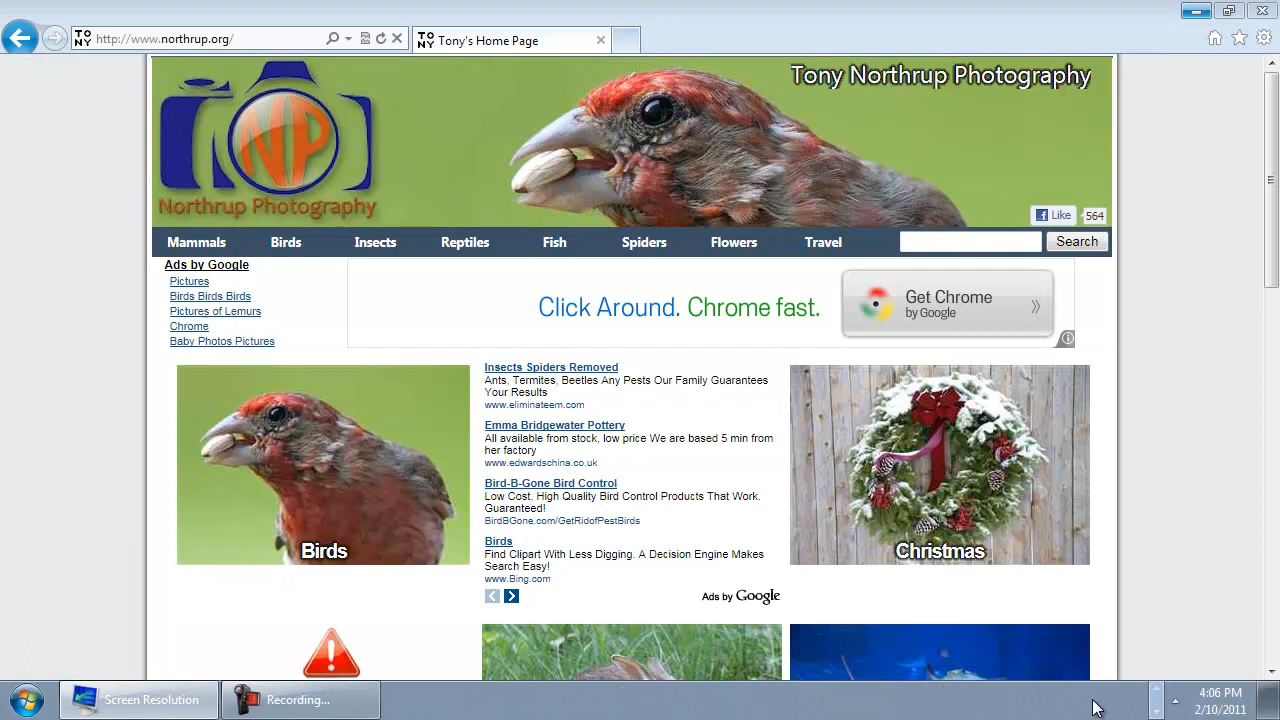 http://www.northrup.org/
TO
NY
TO
NY
Tony's Home Page
Tony Northrup Photography
NP
Northrup Photography
Like
564
Mammals
Birds
Insects
Reptiles
Fish
Spiders
Flowers
Travel
Search
Ads by Google
Pictures
Birds Birds Birds
Pictures of Lemurs
Chrome
Baby Photos Pictures
Click Around. Chrome fast.
Get Chrome
by Google
Insects Spiders Removed
Ants, Termites, Beetles Any Pests Our Family Guarantees
Your Results
www.eliminateem.com
Emma Bridgewater Pottery
All available from stock, low price We are based 5 min from
her factory
www.edwardschina.co.uk
Bird-B-Gone Bird Control
Low Cost, High Quality Bird Control Products That Work.
Guaranteed!
BirdBGone.com/GetRidofPestBirds
Birds
Find Clipart With Less Digging. A Decision Engine Makes
Search Easy!
www.Bing.com
Ads by Google
Birds
Christmas
Screen Resolution
Recording...
4:06 PM
2/10/2011